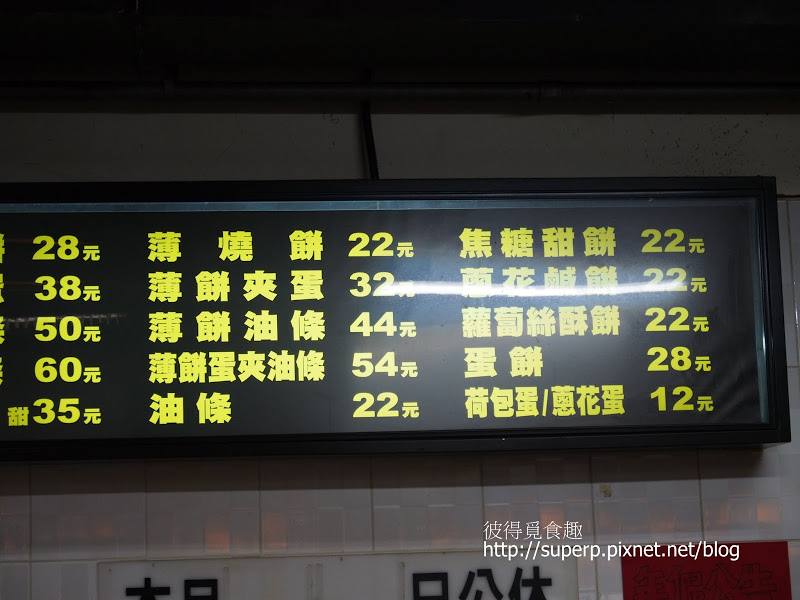 28元 薄燒餅 22元 焦糖甜餅 22元
38元 薄餅夾蛋 32元 蔥花鹹餅 22元
50元 薄餅油條 44元 蘿蔔絲酥餅 22元
60元 薄餅蛋夾油條 54元 蛋餅 28元
甜35元 油條 22元 荷包蛋/蔥花蛋 12元
彼得覓食趣
http://superp.pixnet.net/blog
本月 日公休